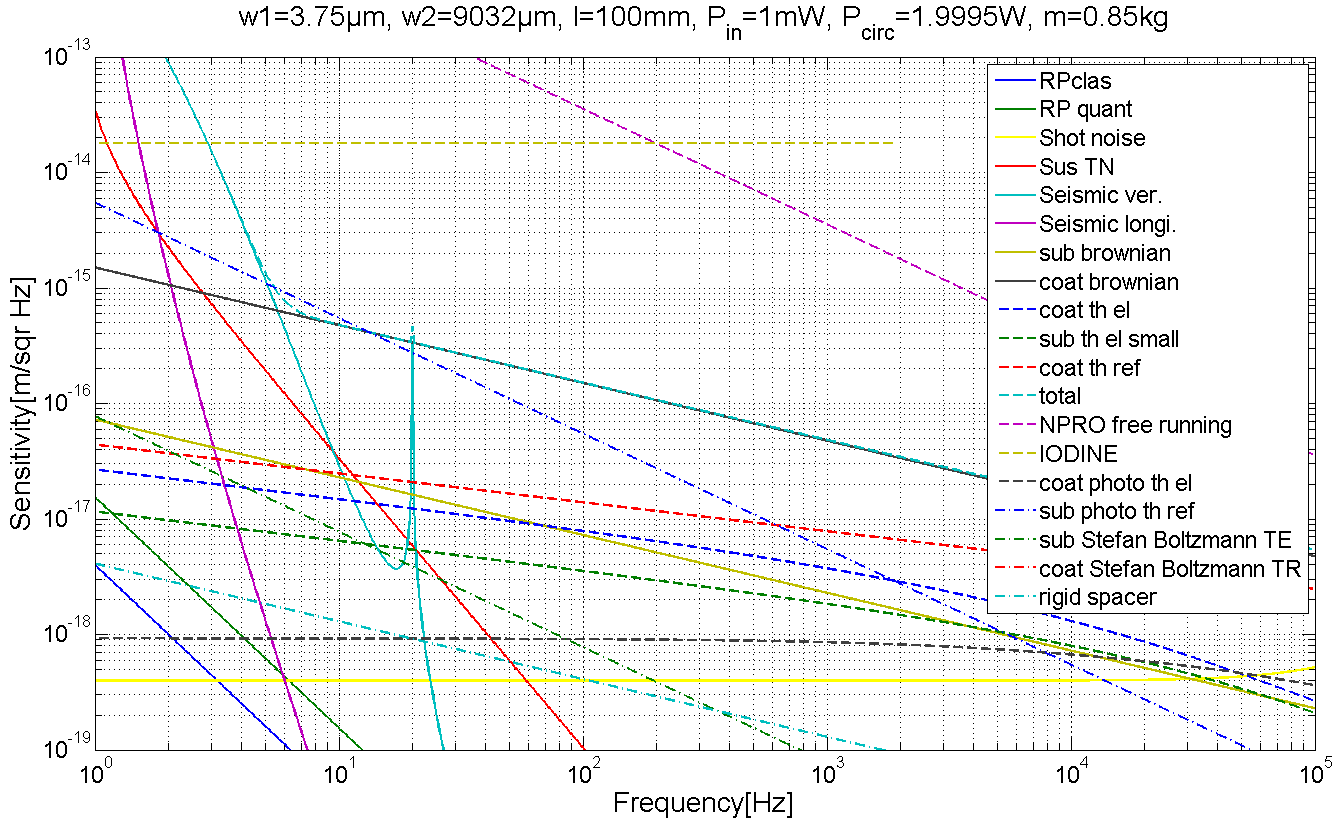 w1=3.75µm, w2=9032µm, l=100mm, P_in=1mW, P_circ=1.9995W, m=0.85kg
10^-13
10^-14
10^-15
10^-16
10^-17
10^-18
10^-19
Sensitivity[m/sqr Hz]
RPclas
RP quant
Shot noise
Sus TN
Seismic ver.
Seismic longi.
sub brownian
coat brownian
coat th el
sub th el small
coat th ref
total
NPRO free running
IODINE
coat photo th el
sub photo th ref
sub Stefan Boltzmann TE
coat Stefan Boltzmann TR
rigid spacer
10^0 10^1 10^2 10^3 10^4 10^5
Frequency[Hz]